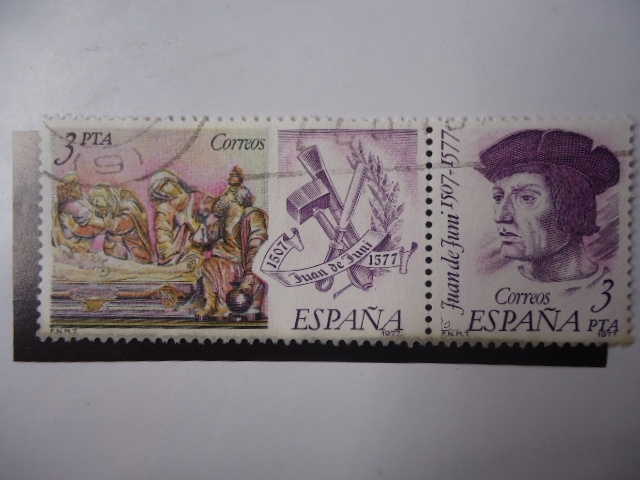 3 PTA
Correos
1507
Juan de Juni
1577
ESPAÑA
F.N.M.T.
1977
Juan de Juni 1507-1577
Correos
3
ESPAÑA PTA
F.N.M.T.
1977